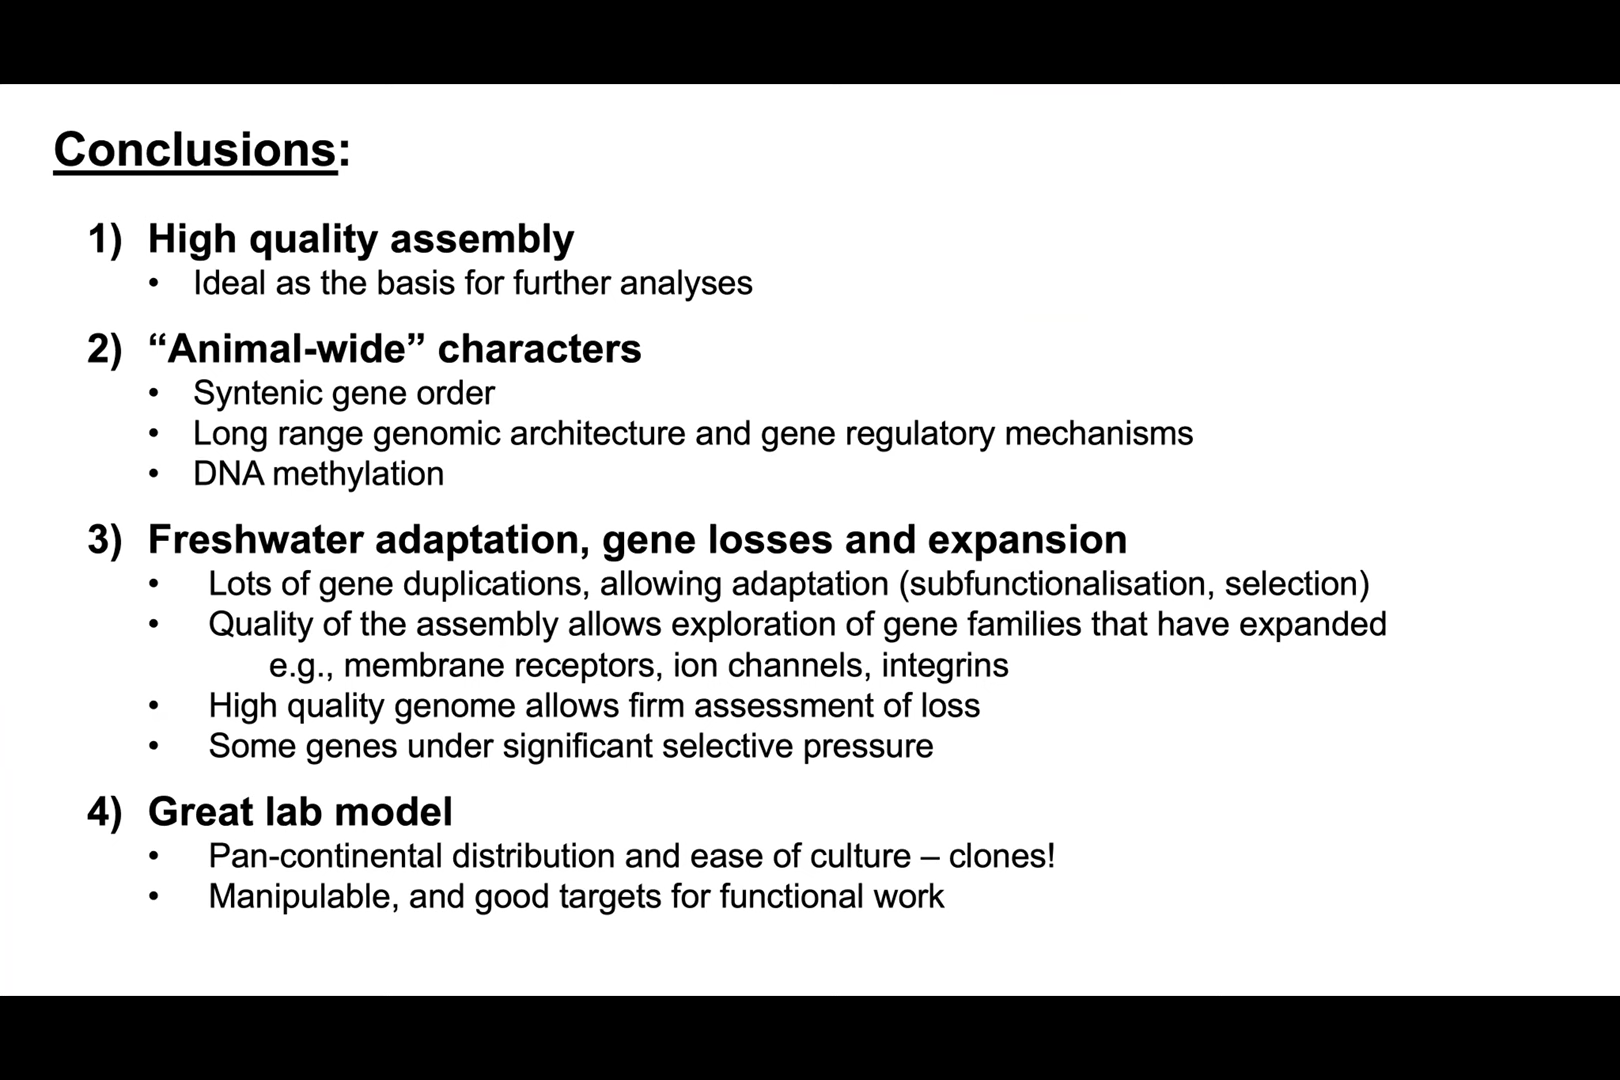 Conclusions:
1) High quality assembly
• Ideal as the basis for further analyses
2) “Animal-wide” characters
• Syntenic gene order
• Long range genomic architecture and gene regulatory mechanisms
• DNA methylation
3) Freshwater adaptation, gene losses and expansion
• Lots of gene duplications, allowing adaptation (subfunctionalisation, selection)
• Quality of the assembly allows exploration of gene families that have expanded
e.g., membrane receptors, ion channels, integrins
• High quality genome allows firm assessment of loss
• Some genes under significant selective pressure
4) Great lab model
• Pan-continental distribution and ease of culture – clones!
• Manipulable, and good targets for functional work